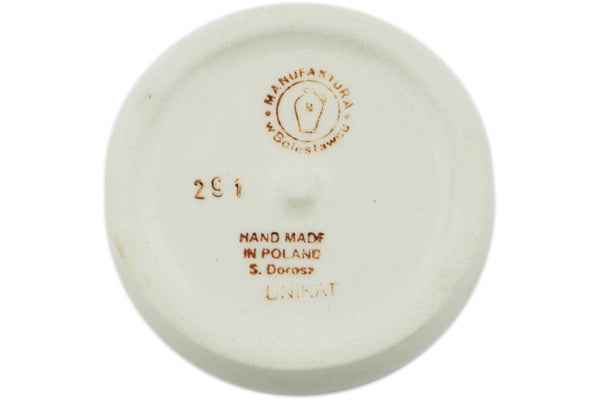 MANUFAKTURA
w Bolesławcu
291
HAND MADE
IN POLAND
S. Dorosz
UNIKAT